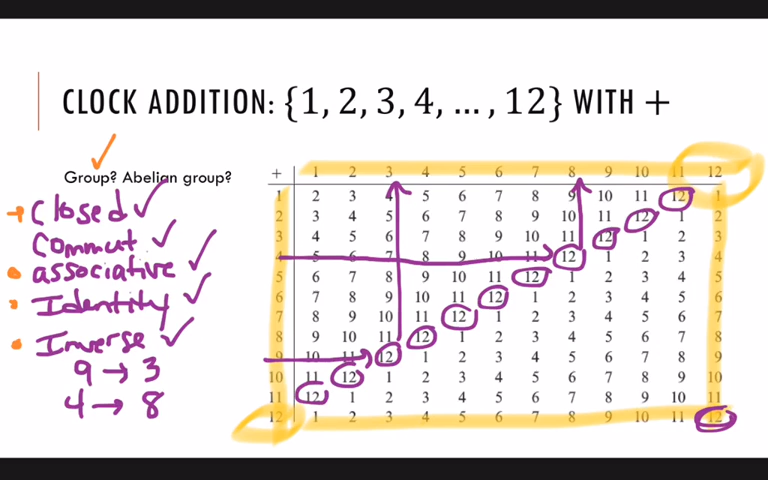 CLOCK ADDITION: {1, 2, 3, 4, …, 12} WITH +
Group? Abelian group?
closed
Commut
associative
Identity
Inverse
9 → 3
4 → 8
+ 1 2 3 4 5 6 7 8 9 10 11 12
1 2 3 4 5 6 7 8 9 10 11 12 1
2 3 4 5 6 7 8 9 10 11 12 1 2
3 4 5 6 7 8 9 10 11 12 1 2 3
4 5 6 7 8 9 10 11 12 1 2 3 4
5 6 7 8 9 10 11 12 1 2 3 4 5
6 7 8 9 10 11 12 1 2 3 4 5 6
7 8 9 10 11 12 1 2 3 4 5 6 7
8 9 10 11 12 1 2 3 4 5 6 7 8
9 10 11 12 1 2 3 4 5 6 7 8 9
10 11 12 1 2 3 4 5 6 7 8 9 10
11 12 1 2 3 4 5 6 7 8 9 10 11
12 1 2 3 4 5 6 7 8 9 10 11 12